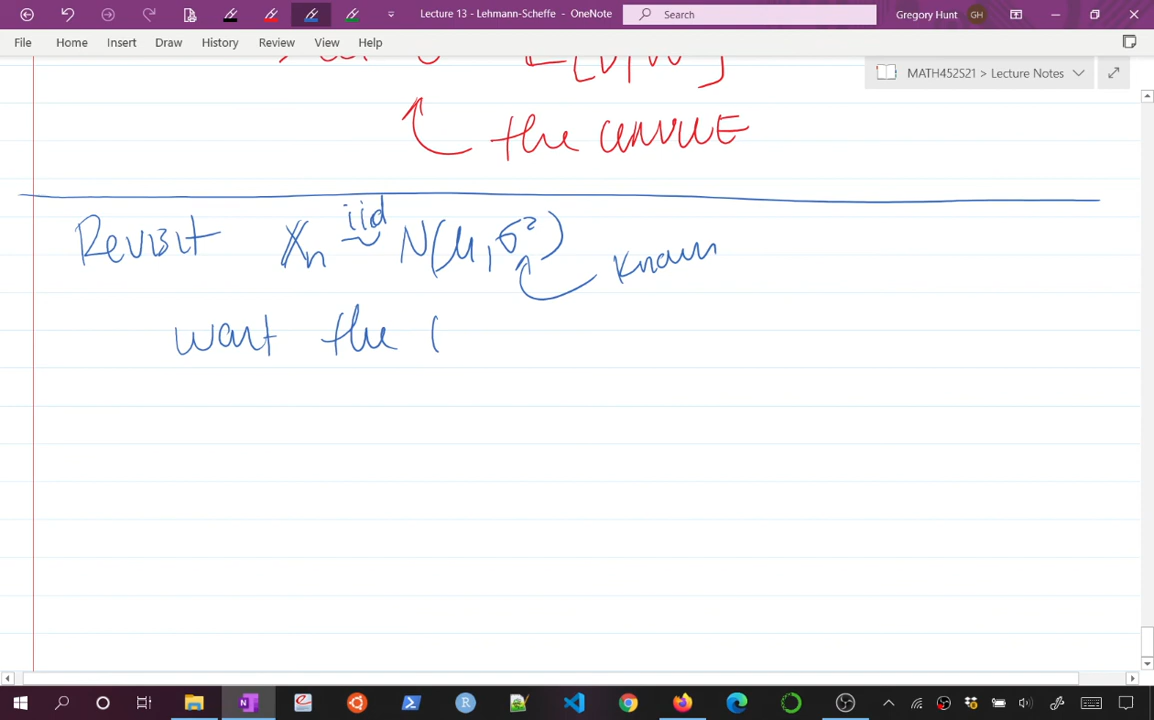 Lecture 13 - Lehmann-Scheffe - OneNote
Search
Gregory Hunt GH
File Home Insert Draw History Review View Help
MATH452S21 > Lecture Notes
E[V|W]
the UMVUE
Revisit Xn iid ~ N(μ, σ²)
known
want the (